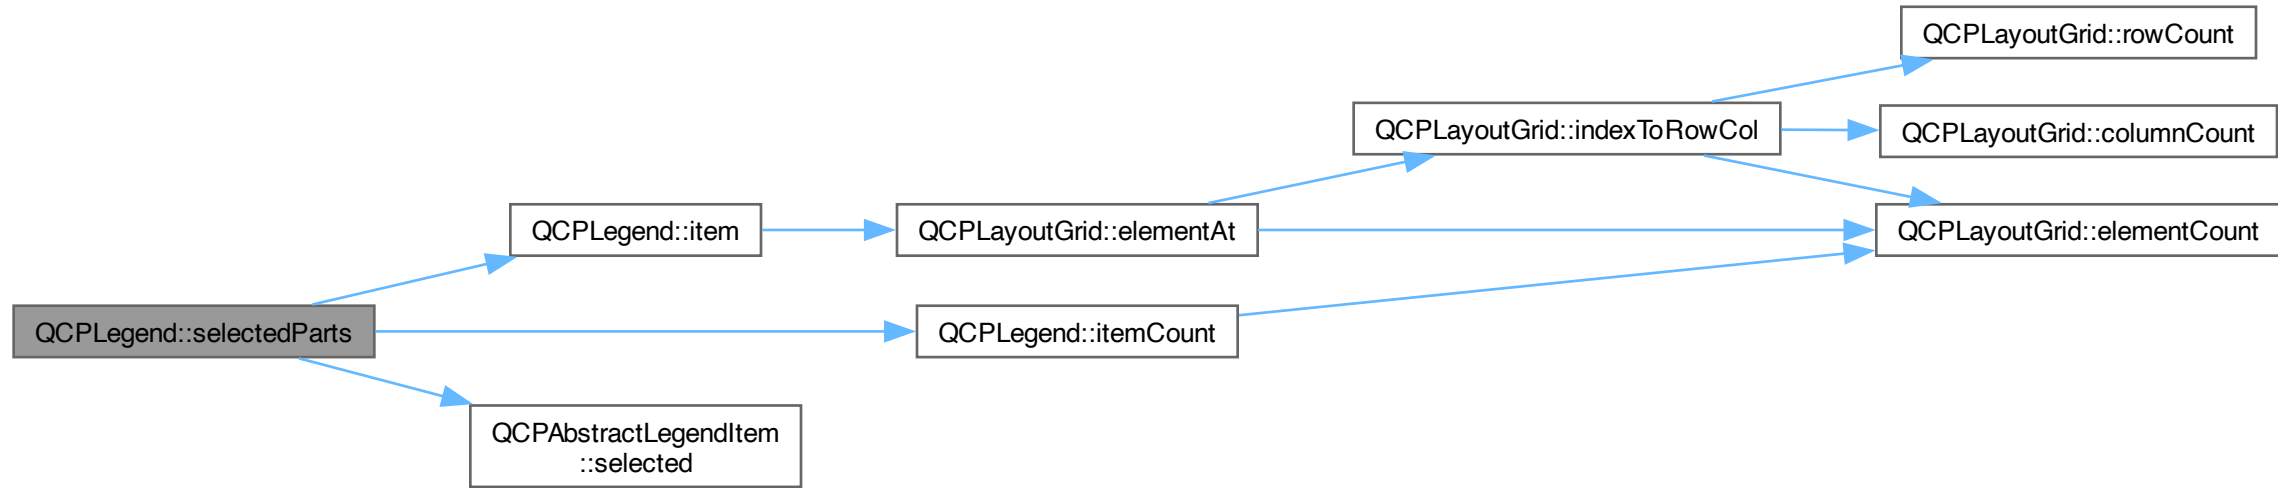 QCPLayoutGrid::rowCount
QCPLayoutGrid::indexToRowCol
QCPLayoutGrid::columnCount
QCPLegend::item
QCPLayoutGrid::elementAt
QCPLayoutGrid::elementCount
QCPLegend::selectedParts
QCPLegend::itemCount
QCPAbstractLegendItem
::selected